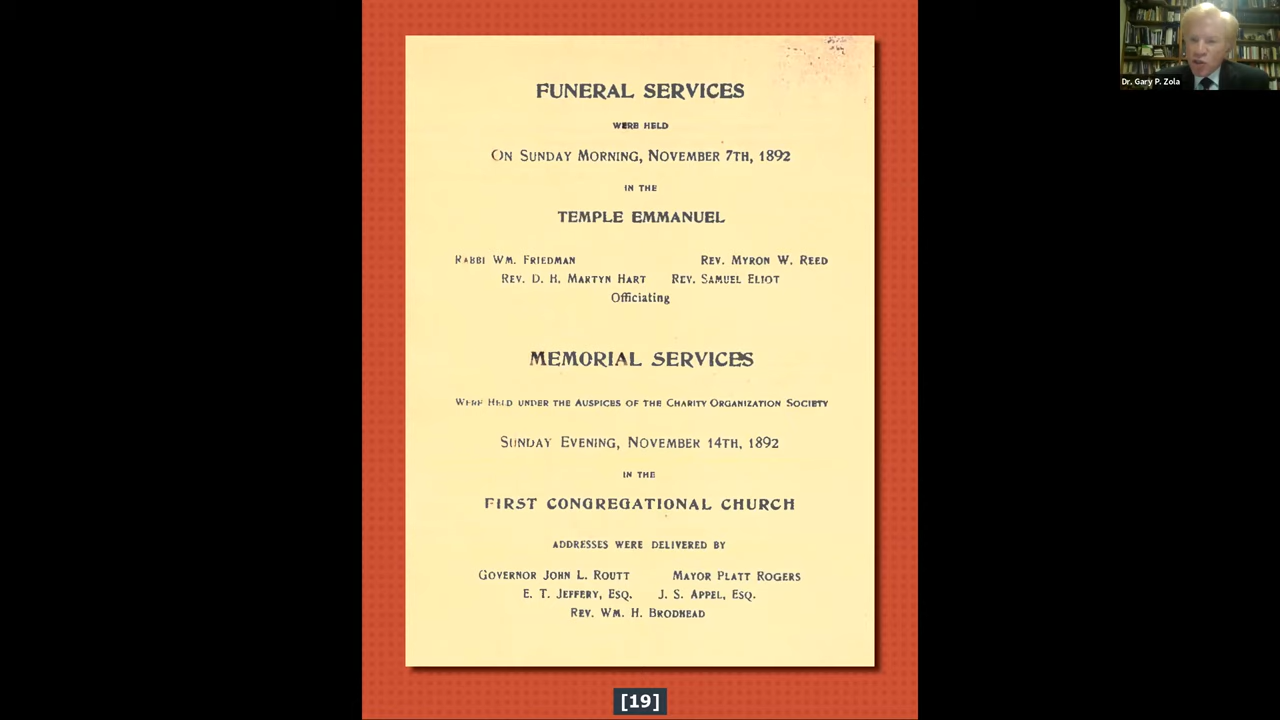 FUNERAL SERVICES
WERE HELD
ON SUNDAY MORNING, NOVEMBER 7TH, 1892
IN THE
TEMPLE EMMANUEL
RABBI WM. FRIEDMAN REV. MYRON W. REED
REV. D. H. MARTYN HART REV. SAMUEL ELIOT
Officiating
MEMORIAL SERVICES
WERE HELD UNDER THE AUSPICES OF THE CHARITY ORGANIZATION SOCIETY
SUNDAY EVENING, NOVEMBER 14TH, 1892
IN THE
FIRST CONGREGATIONAL CHURCH
ADDRESSES WERE DELIVERED BY
GOVERNOR JOHN L. ROUTT MAYOR PLATT ROGERS
E. T. JEFFERY, ESQ. J. S. APPEL, ESQ.
REV. WM. H. BRODHEAD
[19]
Dr. Gary P. Zola